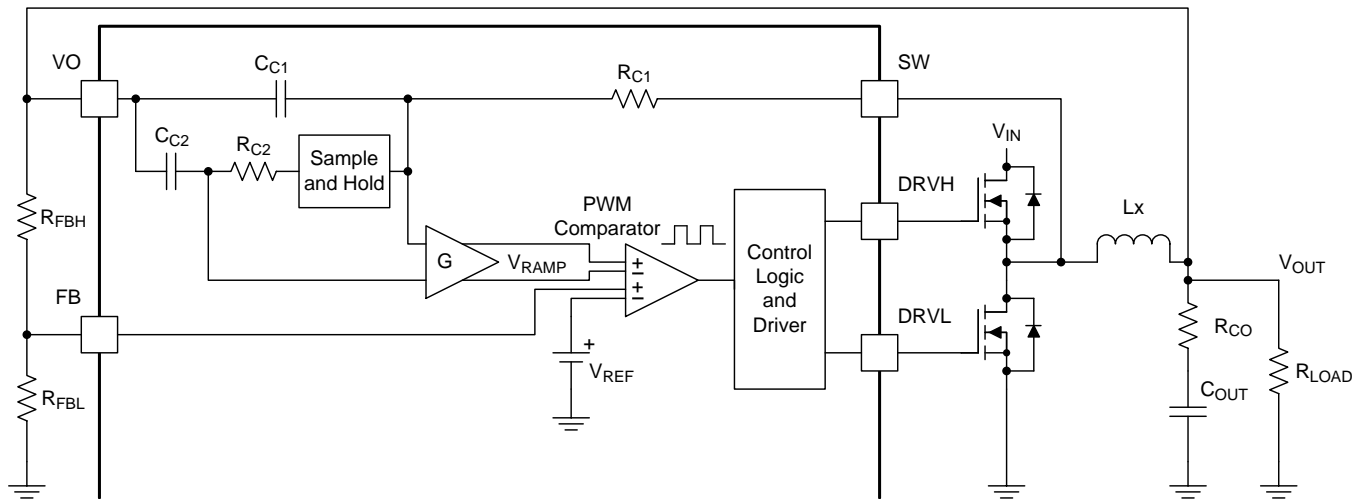 VO
C_C1
R_C1
SW
C_C2
R_C2
Sample
and Hold
V_IN
DRVH
R_FBH
PWM
Comparator
Lx
G
V_RAMP
Control
Logic
and
Driver
V_OUT
FB
+
−
+
−
DRVL
R_CO
+
V_REF
R_LOAD
R_FBL
C_OUT